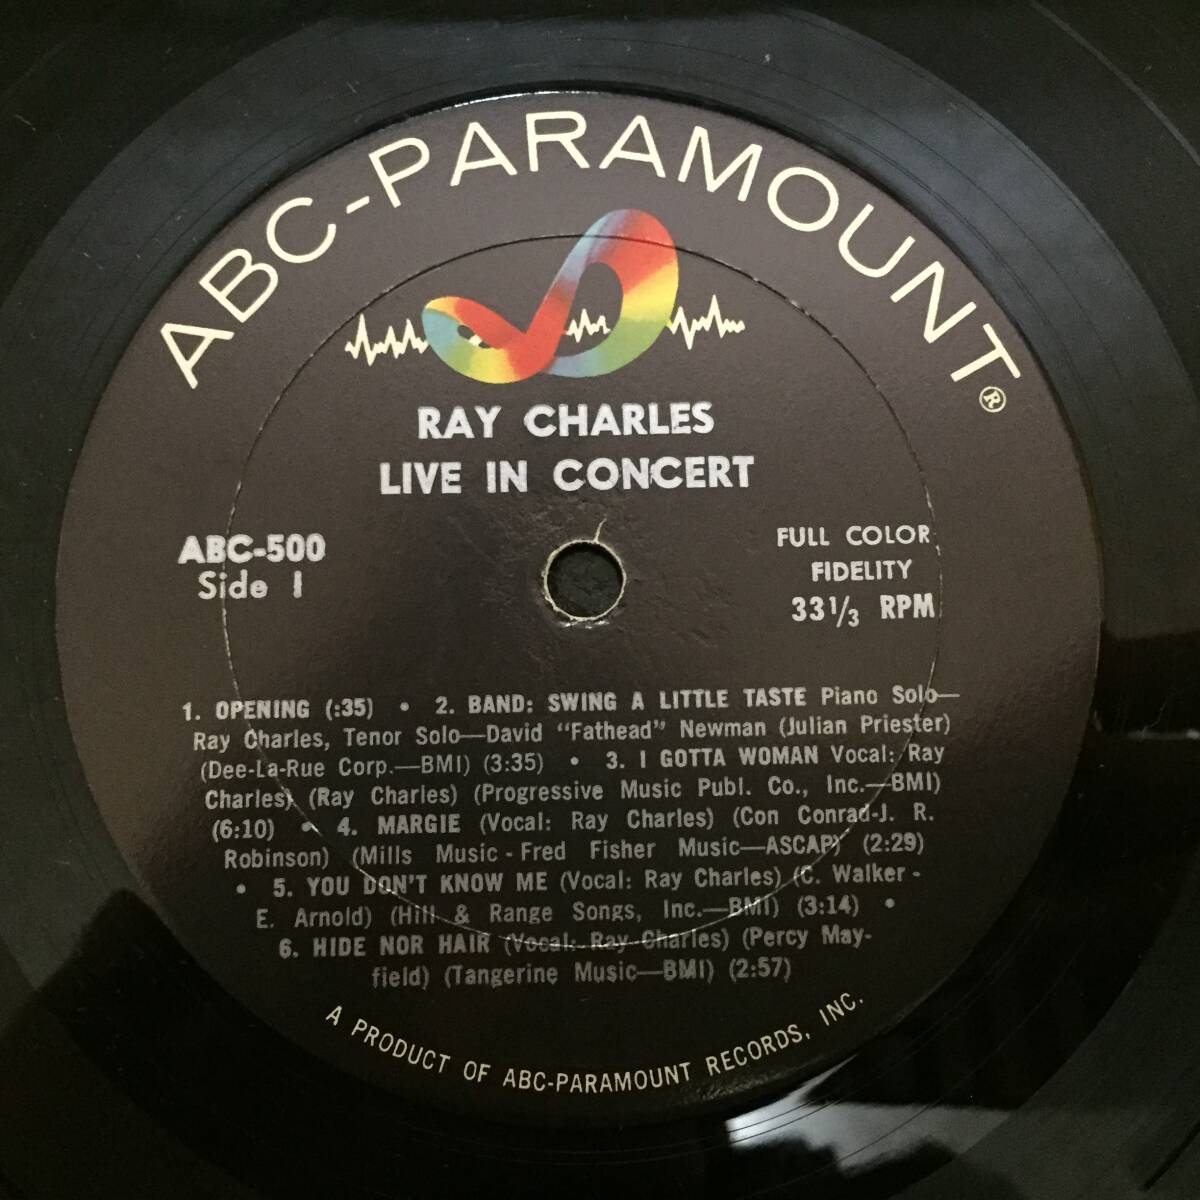 ABC-PARAMOUNT®
RAY CHARLES
LIVE IN CONCERT
ABC-500
Side I
FULL COLOR
FIDELITY
33 1/3 RPM
1. OPENING (:35) • 2. BAND: SWING A LITTLE TASTE Piano Solo—
Ray Charles, Tenor Solo—David "Fathead" Newman (Julian Priester)
(Dee-La-Rue Corp.—BMI) (3:35) • 3. I GOTTA WOMAN Vocal: Ray
Charles) (Ray Charles) (Progressive Music Publ. Co., Inc.—BMI)
(6:10) • 4. MARGIE (Vocal: Ray Charles) (Con Conrad-J. R.
Robinson) (Mills Music - Fred Fisher Music—ASCAP) (2:29)
• 5. YOU DON'T KNOW ME (Vocal: Ray Charles) (C. Walker -
E. Arnold) (Hill & Range Songs, Inc.—BMI) (3:14) •
6. HIDE NOR HAIR (Vocal: Ray Charles) (Percy May-
field) (Tangerine Music—BMI) (2:57)
A PRODUCT OF ABC-PARAMOUNT RECORDS, INC.